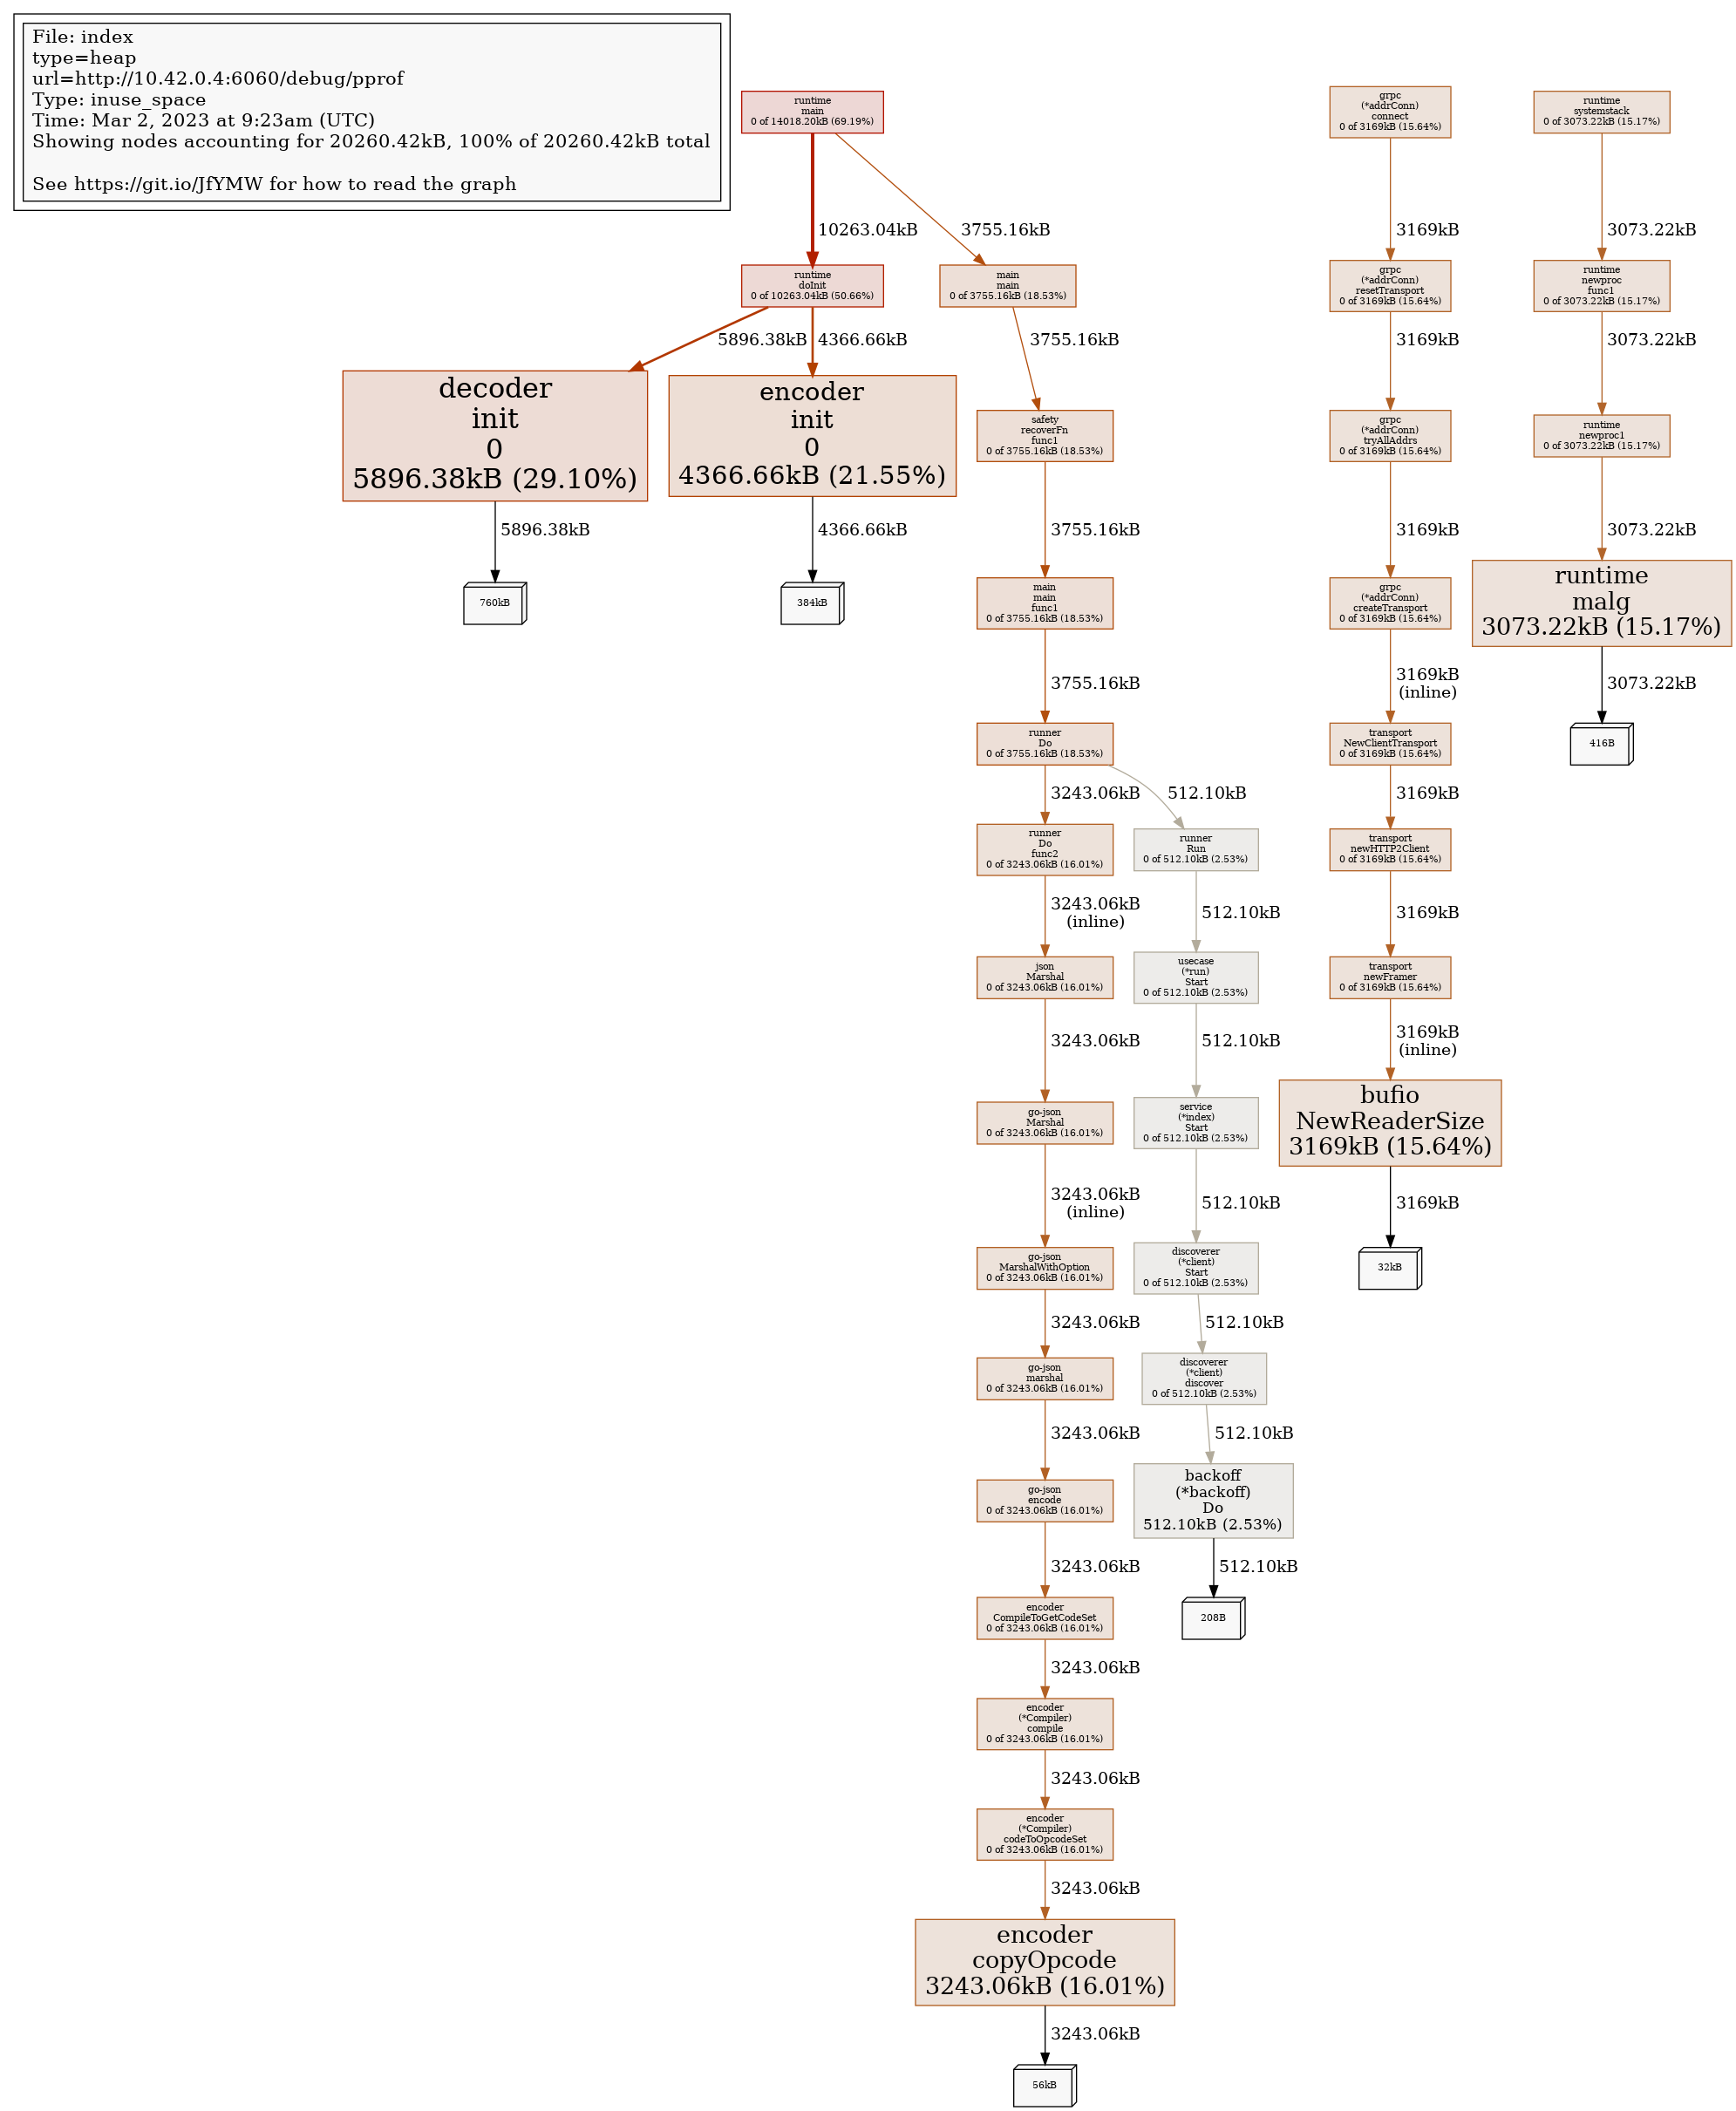 File: index
type=heap
url=http://10.42.0.4:6060/debug/pprof
Type: inuse_space
Time: Mar 2, 2023 at 9:23am (UTC)
Showing nodes accounting for 20260.42kB, 100% of 20260.42kB total
See https://git.io/JfYMW for how to read the graph
runtime
main
0 of 14018.20kB (69.19%)
10263.04kB
3755.16kB
runtime
doInit
0 of 10263.04kB (50.66%)
5896.38kB
4366.66kB
decoder
init
0
5896.38kB (29.10%)
5896.38kB
760kB
encoder
init
0
4366.66kB (21.55%)
4366.66kB
384kB
main
main
0 of 3755.16kB (18.53%)
3755.16kB
safety
recoverFn
func1
0 of 3755.16kB (18.53%)
3755.16kB
main
main
func1
0 of 3755.16kB (18.53%)
3755.16kB
runner
Do
0 of 3755.16kB (18.53%)
3243.06kB
512.10kB
runner
Do
func2
0 of 3243.06kB (16.01%)
3243.06kB
(inline)
json
Marshal
0 of 3243.06kB (16.01%)
3243.06kB
go-json
Marshal
0 of 3243.06kB (16.01%)
3243.06kB
(inline)
go-json
MarshalWithOption
0 of 3243.06kB (16.01%)
3243.06kB
go-json
marshal
0 of 3243.06kB (16.01%)
3243.06kB
go-json
encode
0 of 3243.06kB (16.01%)
3243.06kB
encoder
CompileToGetCodeSet
0 of 3243.06kB (16.01%)
3243.06kB
encoder
(*Compiler)
compile
0 of 3243.06kB (16.01%)
3243.06kB
encoder
(*Compiler)
codeToOpcodeSet
0 of 3243.06kB (16.01%)
3243.06kB
encoder
copyOpcode
3243.06kB (16.01%)
3243.06kB
56kB
runner
Run
0 of 512.10kB (2.53%)
512.10kB
usecase
(*run)
Start
0 of 512.10kB (2.53%)
512.10kB
service
(*index)
Start
0 of 512.10kB (2.53%)
512.10kB
discoverer
(*client)
Start
0 of 512.10kB (2.53%)
512.10kB
discoverer
(*client)
discover
0 of 512.10kB (2.53%)
512.10kB
backoff
(*backoff)
Do
512.10kB (2.53%)
512.10kB
208B
grpc
(*addrConn)
connect
0 of 3169kB (15.64%)
3169kB
grpc
(*addrConn)
resetTransport
0 of 3169kB (15.64%)
3169kB
grpc
(*addrConn)
tryAllAddrs
0 of 3169kB (15.64%)
3169kB
grpc
(*addrConn)
createTransport
0 of 3169kB (15.64%)
3169kB
(inline)
transport
NewClientTransport
0 of 3169kB (15.64%)
3169kB
transport
newHTTP2Client
0 of 3169kB (15.64%)
3169kB
transport
newFramer
0 of 3169kB (15.64%)
3169kB
(inline)
bufio
NewReaderSize
3169kB (15.64%)
3169kB
32kB
runtime
systemstack
0 of 3073.22kB (15.17%)
3073.22kB
runtime
newproc
func1
0 of 3073.22kB (15.17%)
3073.22kB
runtime
newproc1
0 of 3073.22kB (15.17%)
3073.22kB
runtime
malg
3073.22kB (15.17%)
3073.22kB
416B